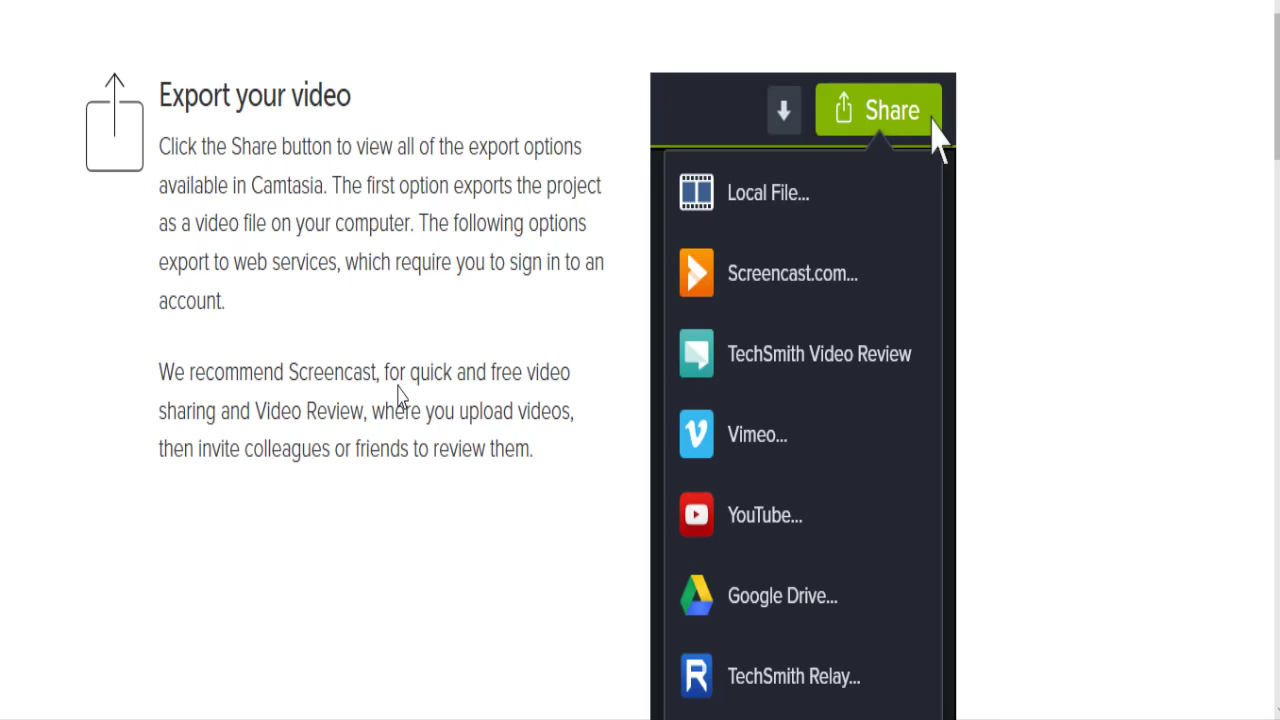 Export your video
Click the Share button to view all of the export options
available in Camtasia. The first option exports the project
as a video file on your computer. The following options
export to web services, which require you to sign in to an
account.
We recommend Screencast, for quick and free video
sharing and Video Review, where you upload videos,
then invite colleagues or friends to review them.
Share
Local File...
Screencast.com...
TechSmith Video Review
Vimeo...
YouTube...
Google Drive...
TechSmith Relay...